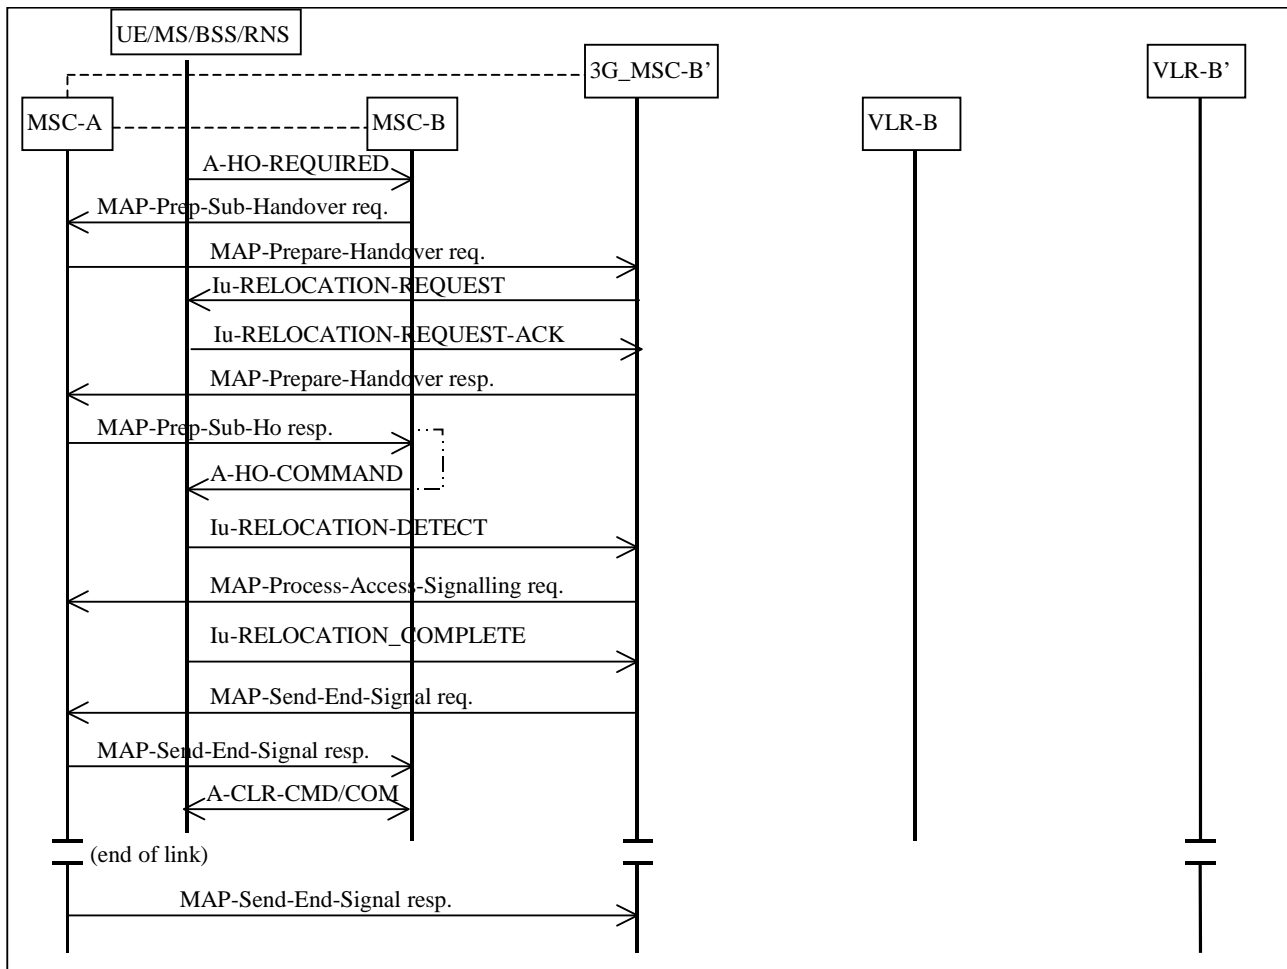 UE/MS/BSS/RNS
3G_MSC-B’
VLR-B’
MSC-A
MSC-B
VLR-B
A-HO-REQUIRED
MAP-Prep-Sub-Handover req.
MAP-Prepare-Handover req.
Iu-RELOCATION-REQUEST
Iu-RELOCATION-REQUEST-ACK
MAP-Prepare-Handover resp.
MAP-Prep-Sub-Ho resp.
A-HO-COMMAND
Iu-RELOCATION-DETECT
MAP-Process-Access-Signalling req.
Iu-RELOCATION_COMPLETE
MAP-Send-End-Signal req.
MAP-Send-End-Signal resp.
A-CLR-CMD/COM
(end of link)
MAP-Send-End-Signal resp.